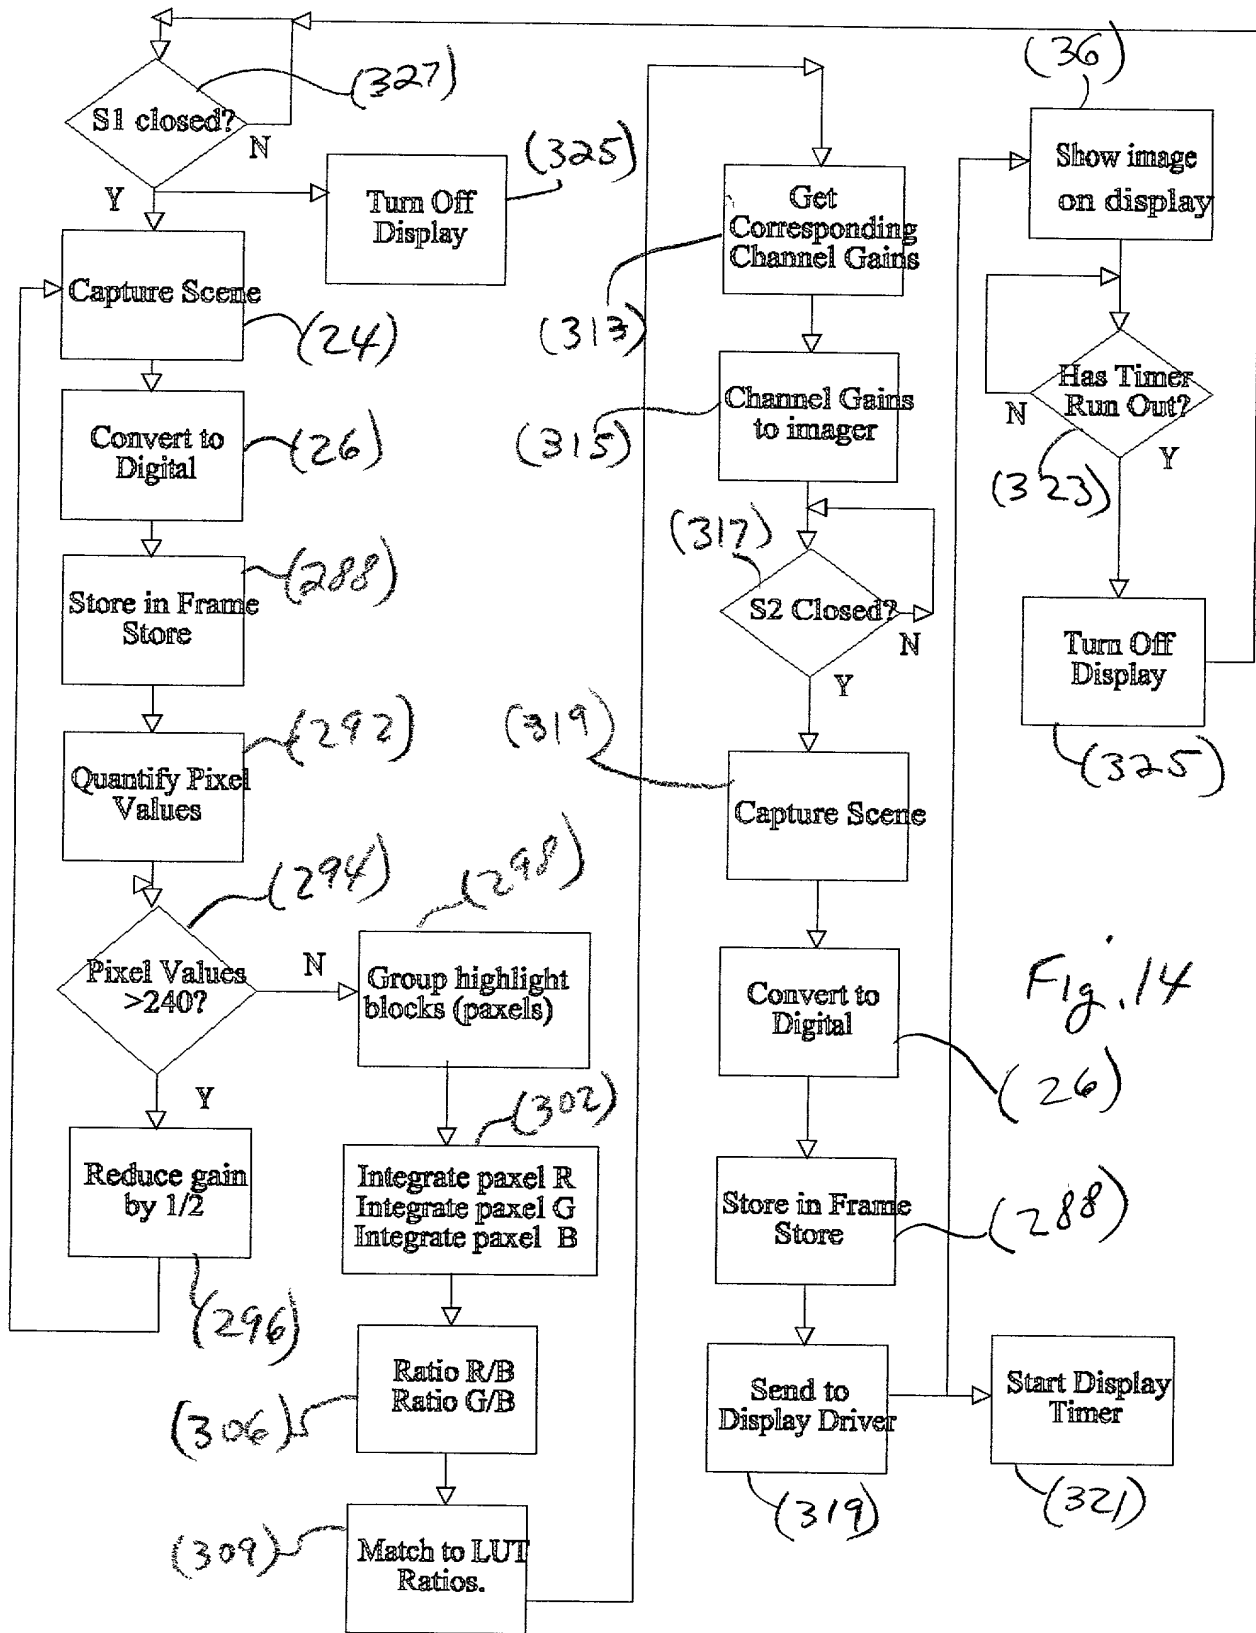 (327)
S1 closed?
N
Y
(325)
Turn Off
Display
Capture Scene
(24)
Convert to
Digital
(26)
(288)
Store in Frame
Store
(292)
Quantify Pixel
Values
(294)
Pixel Values
>240?
N
Y
Reduce gain
by 1/2
(296)
(298)
Group highlight
blocks (paxels)
(302)
Integrate paxel R
Integrate paxel G
Integrate paxel B
Ratio R/B
Ratio G/B
(306)
(309)
Match to LUT
Ratios.
Get
Corresponding
Channel Gains
(313)
Channel Gains
to imager
(315)
(317)
S2 Closed?
N
Y
(319)
Capture Scene
Convert to
Digital
(26)
Store in Frame
Store
(288)
Send to
Display Driver
(319)
Start Display
Timer
(321)
(36)
Show image
on display
Has Timer
Run Out?
N
Y
(323)
Turn Off
Display
(325)
Fig. 14